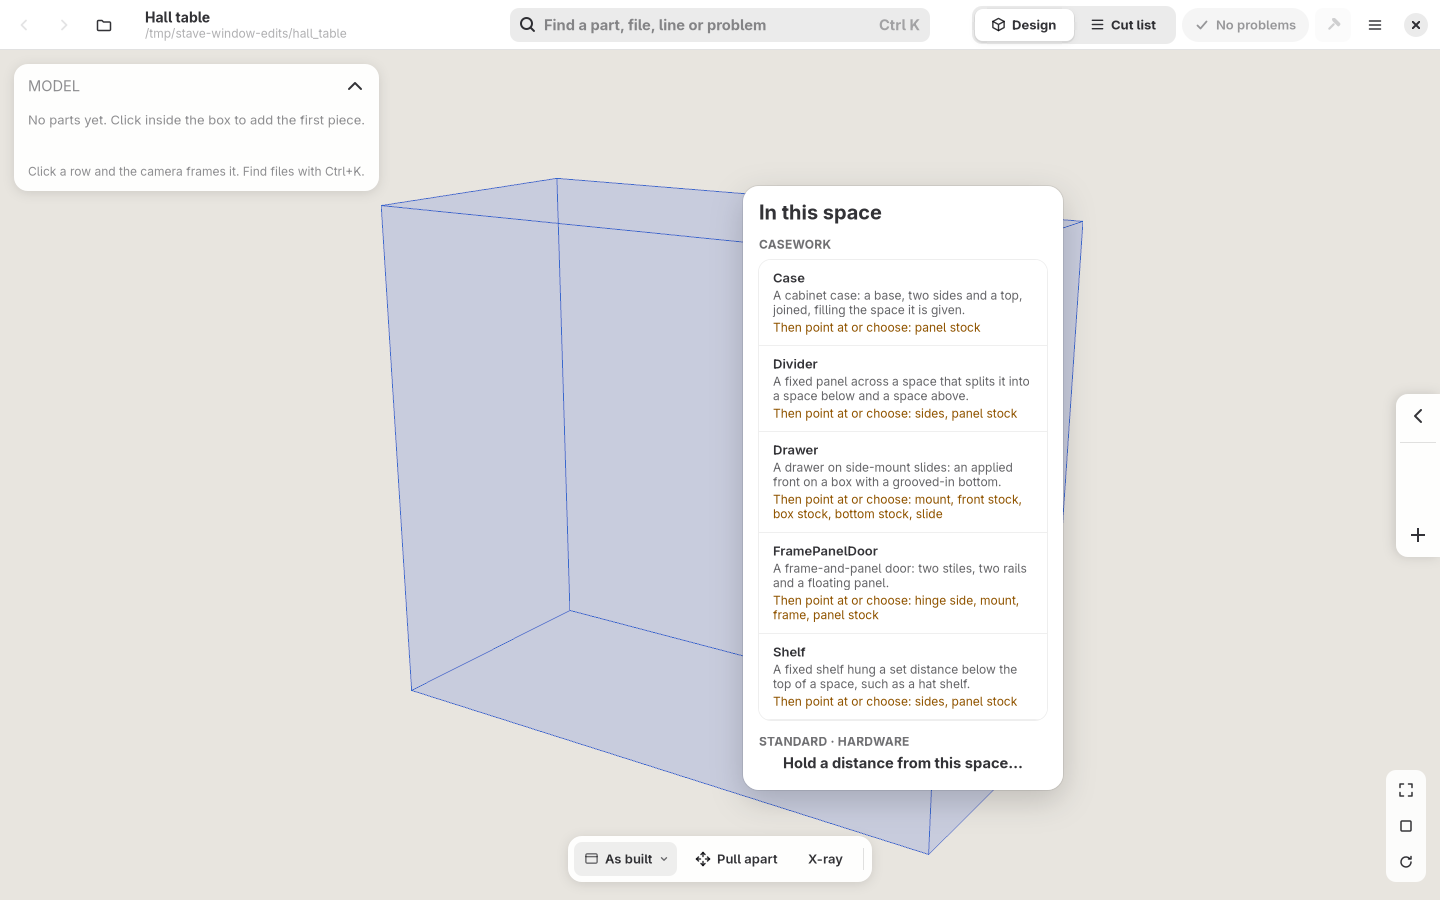 Hall table
/tmp/stave-window-edits/hall_table
Find a part, file, line or problem
Ctrl K
Design
Cut list
No problems
MODEL
No parts yet. Click inside the box to add the first piece.
Click a row and the camera frames it. Find files with Ctrl+K.
In this space
CASEWORK
Case
A cabinet case: a base, two sides and a top,
joined, filling the space it is given.
Then point at or choose: panel stock
Divider
A fixed panel across a space that splits it into
a space below and a space above.
Then point at or choose: sides, panel stock
Drawer
A drawer on side-mount slides: an applied
front on a box with a grooved-in bottom.
Then point at or choose: mount, front stock,
box stock, bottom stock, slide
FramePanelDoor
A frame-and-panel door: two stiles, two rails
and a floating panel.
Then point at or choose: hinge side, mount,
frame, panel stock
Shelf
A fixed shelf hung a set distance below the
top of a space, such as a hat shelf.
Then point at or choose: sides, panel stock
STANDARD · HARDWARE
Hold a distance from this space...
As built
Pull apart
X-ray